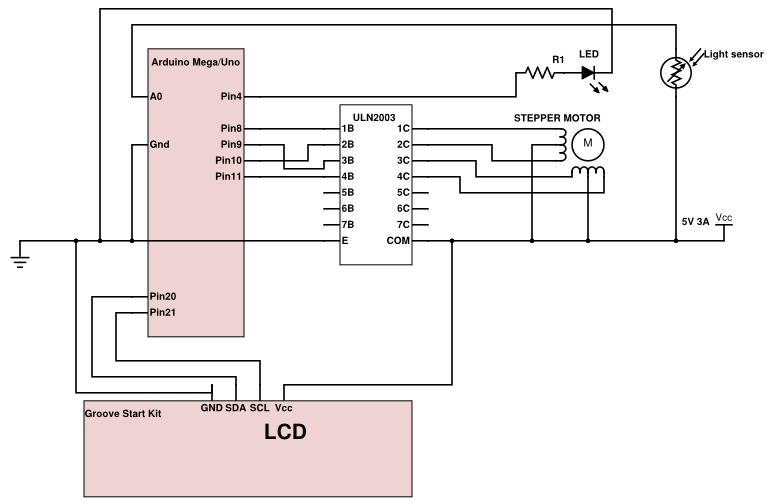 LED
R1
Light sensor
Arduino Mega/Uno
A0
Pin4
ULN2003
STEPPER MOTOR
Pin8
1B
1C
Gnd
Pin9
2B
2C
M
Pin10
3B
3C
Pin11
4B
4C
5B
5C
6B
6C
7B
7C
5V 3A
Vcc
E
COM
Pin20
Pin21
GND SDA SCL Vcc
Groove Start Kit
LCD